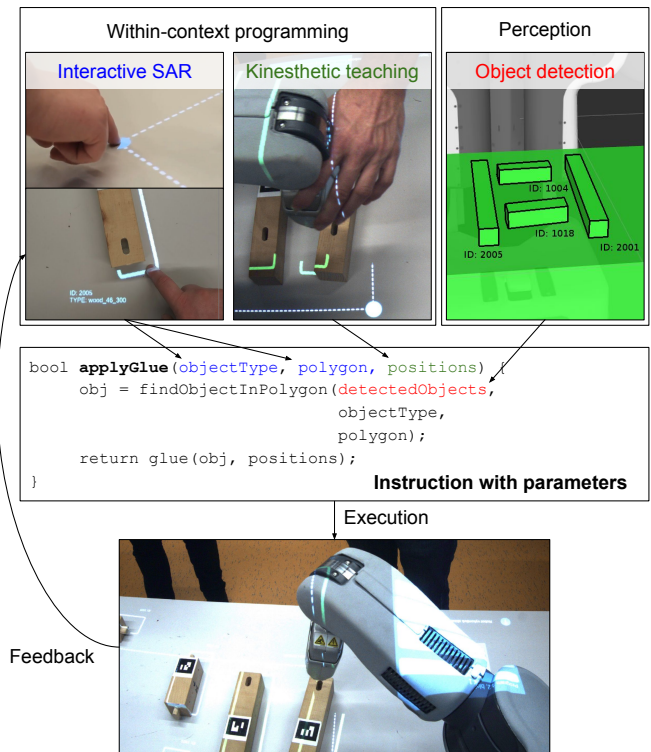 Within-context programming
Perception
Interactive SAR
Kinesthetic teaching
Object detection
ID: 2005
TYPE: wood_46_300
ID: 1004
ID: 1018
ID: 2005
ID: 2001
bool applyGlue(objectType, polygon, positions) {
obj = findObjectInPolygon(detectedObjects,
objectType,
polygon);
return glue(obj, positions);
}
Instruction with parameters
Execution
Feedback